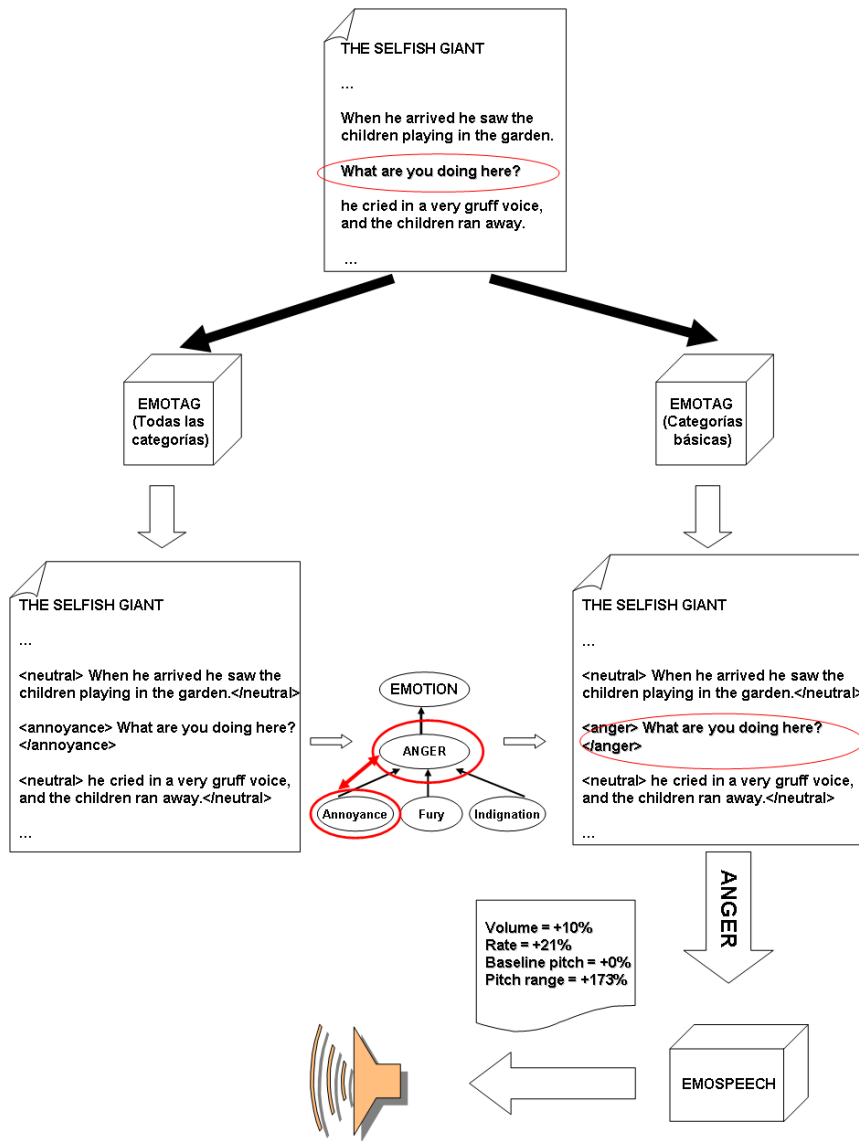 THE SELFISH GIANT
...
When he arrived he saw the
children playing in the garden.
What are you doing here?
he cried in a very gruff voice,
and the children ran away.
...
EMOTAG
(Todas las
categorías)
EMOTAG
(Categorías
básicas)
THE SELFISH GIANT
...
<neutral> When he arrived he saw the
children playing in the garden.</neutral>
<annoyance> What are you doing here?
</annoyance>
<neutral> he cried in a very gruff voice,
and the children ran away.</neutral>
...
EMOTION
ANGER
Annoyance
Fury
Indignation
THE SELFISH GIANT
...
<neutral> When he arrived he saw the
children playing in the garden.</neutral>
<anger> What are you doing here?
</anger>
<neutral> he cried in a very gruff voice,
and the children ran away.</neutral>
...
ANGER
Volume = +10%
Rate = +21%
Baseline pitch = +0%
Pitch range = +173%
EMOSPEECH